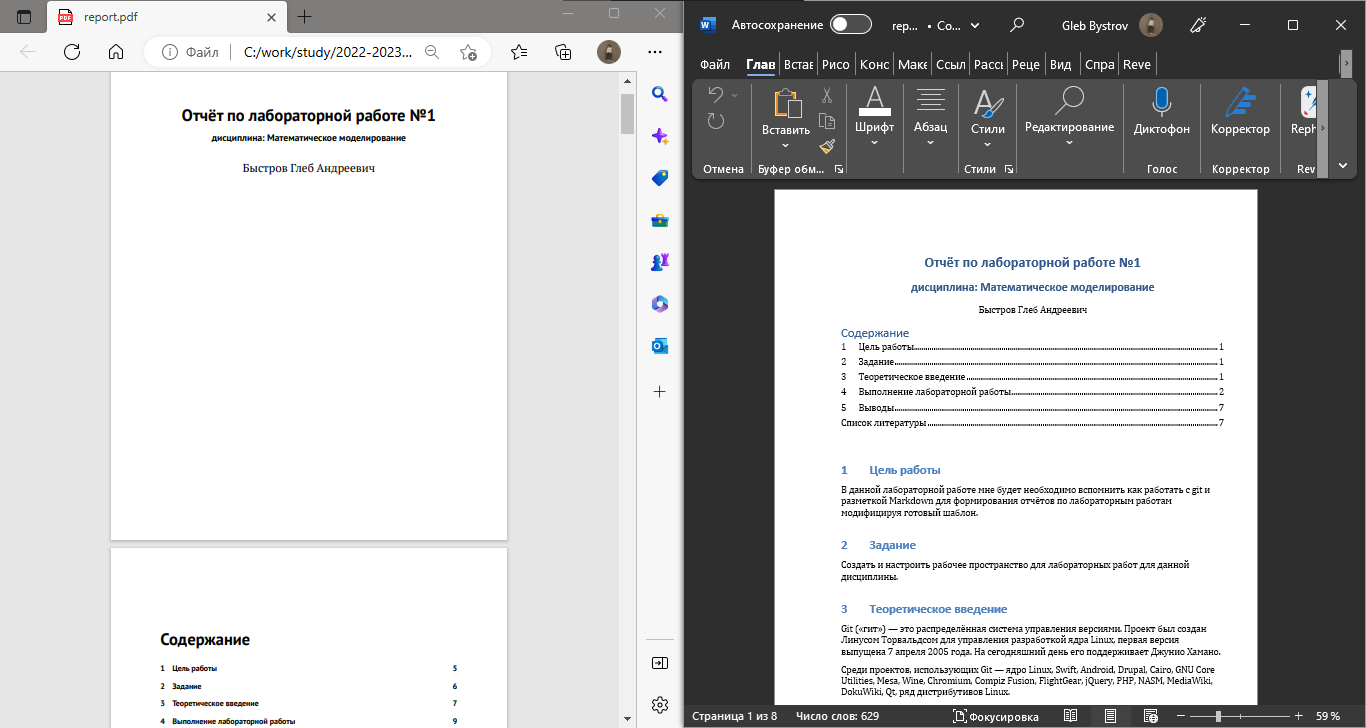 report.pdf
Файл
C:/work/study/2022-2023...
Отчёт по лабораторной работе №1
дисциплина: Математическое моделирование
Быстров Глеб Андреевич
Содержание
1 Цель работы 5
2 Задание 6
3 Теоретическое введение 7
4 Выполнение лабораторной работы 9
Автосохранение
rep... • Co...
Gleb Bystrov
Файл Глав Встав Рисо Конс Маке Ссыл Рассы Реце Вид Спра Reve
Вставить
Шрифт
Абзац
Стили
Редактирование
Диктофон
Корректор
Reph
Отмена
Буфер обм...
Стили
Голос
Корректор
Rev
Отчёт по лабораторной работе №1
дисциплина: Математическое моделирование
Быстров Глеб Андреевич
Содержание
1 Цель работы 1
2 Задание 1
3 Теоретическое введение 1
4 Выполнение лабораторной работы 2
5 Выводы 7
Список литературы 7
1 Цель работы
В данной лабораторной работе мне будет необходимо вспомнить как работать с git и
разметкой Markdown для формирования отчётов по лабораторным работам
модифицируя готовый шаблон.
2 Задание
Создать и настроить рабочее пространство для лабораторных работ для данной
дисциплины.
3 Теоретическое введение
Git («гит») — это распределённая система управления версиями. Проект был создан
Линусом Торвальдсом для управления разработкой ядра Linux, первая версия
выпущена 7 апреля 2005 года. На сегодняшний день его поддерживает Джунио Хамано.
Среди проектов, использующих Git — ядро Linux, Swift, Android, Drupal, Cairo, GNU Core
Utilities, Mesa, Wine, Chromium, Compiz Fusion, FlightGear, jQuery, PHP, NASM, MediaWiki,
DokuWiki, Qt, ряд дистрибутивов Linux.
Страница 1 из 8
Число слов: 629
Фокусировка
59 %